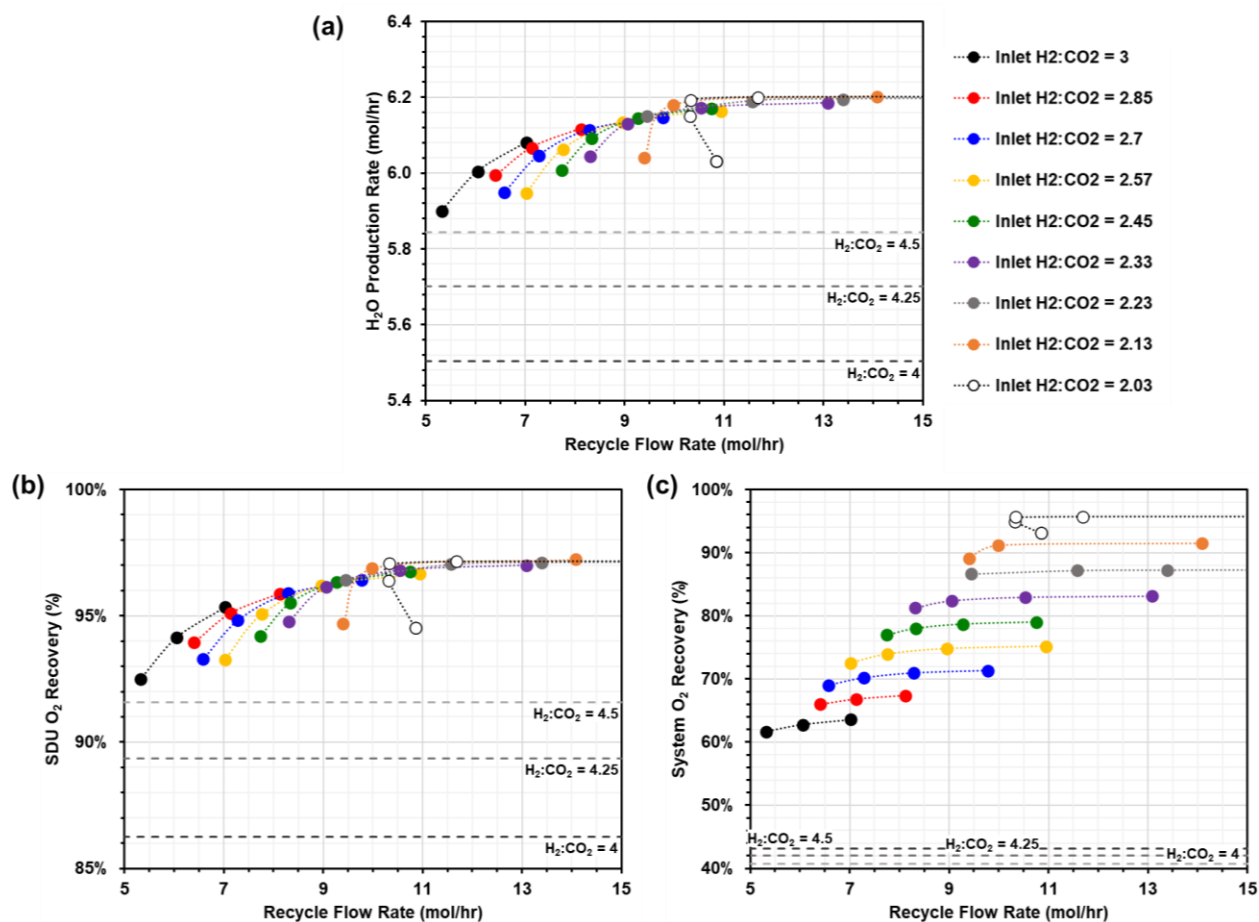 (a)
6.4
6.2
6.0
5.8
5.6
5.4
H₂O Production Rate (mol/hr)
H₂:CO₂ = 4.5
H₂:CO₂ = 4.25
H₂:CO₂ = 4
5 7 9 11 13 15
Recycle Flow Rate (mol/hr)
Inlet H2:CO2 = 3
Inlet H2:CO2 = 2.85
Inlet H2:CO2 = 2.7
Inlet H2:CO2 = 2.57
Inlet H2:CO2 = 2.45
Inlet H2:CO2 = 2.33
Inlet H2:CO2 = 2.23
Inlet H2:CO2 = 2.13
Inlet H2:CO2 = 2.03
(b)
100%
95%
90%
85%
SDU O₂ Recovery (%)
H₂:CO₂ = 4.5
H₂:CO₂ = 4.25
H₂:CO₂ = 4
5 7 9 11 13 15
Recycle Flow Rate (mol/hr)
(c)
100%
90%
80%
70%
60%
50%
40%
System O₂ Recovery (%)
H₂:CO₂ = 4.5
H₂:CO₂ = 4.25
H₂:CO₂ = 4
5 7 9 11 13 15
Recycle Flow Rate (mol/hr)